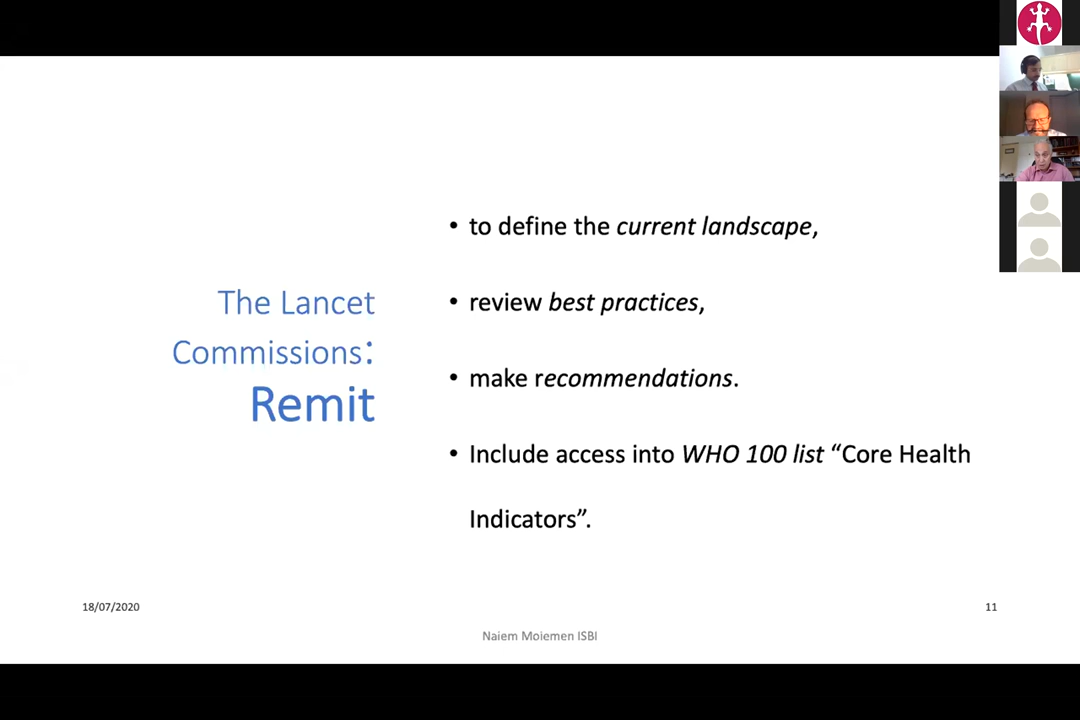 The Lancet
Commissions:
Remit
• to define the current landscape,
• review best practices,
• make recommendations.
• Include access into WHO 100 list “Core Health
Indicators”.
18/07/2020
11
Naiem Moiemen ISBI